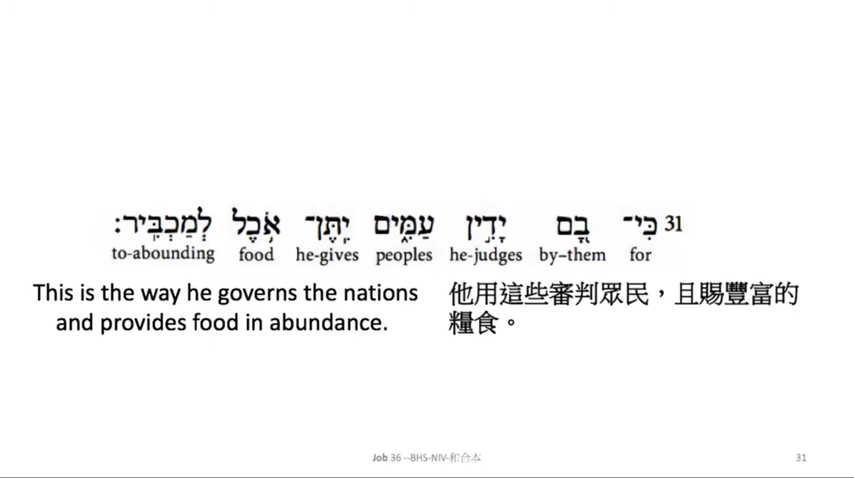 31 כִּי־ בָ֭ם יָדִ֣ין עַמִּ֑ים יִֽתֶּן־ אֹ֥כֶל לְמַכְבִּֽיר׃
to-abounding food he-gives peoples he-judges by-them for
This is the way he governs the nations
and provides food in abundance.
他用這些審判眾民，且賜豐富的
糧食。
Job 36 --BHS-NIV-和合本
31